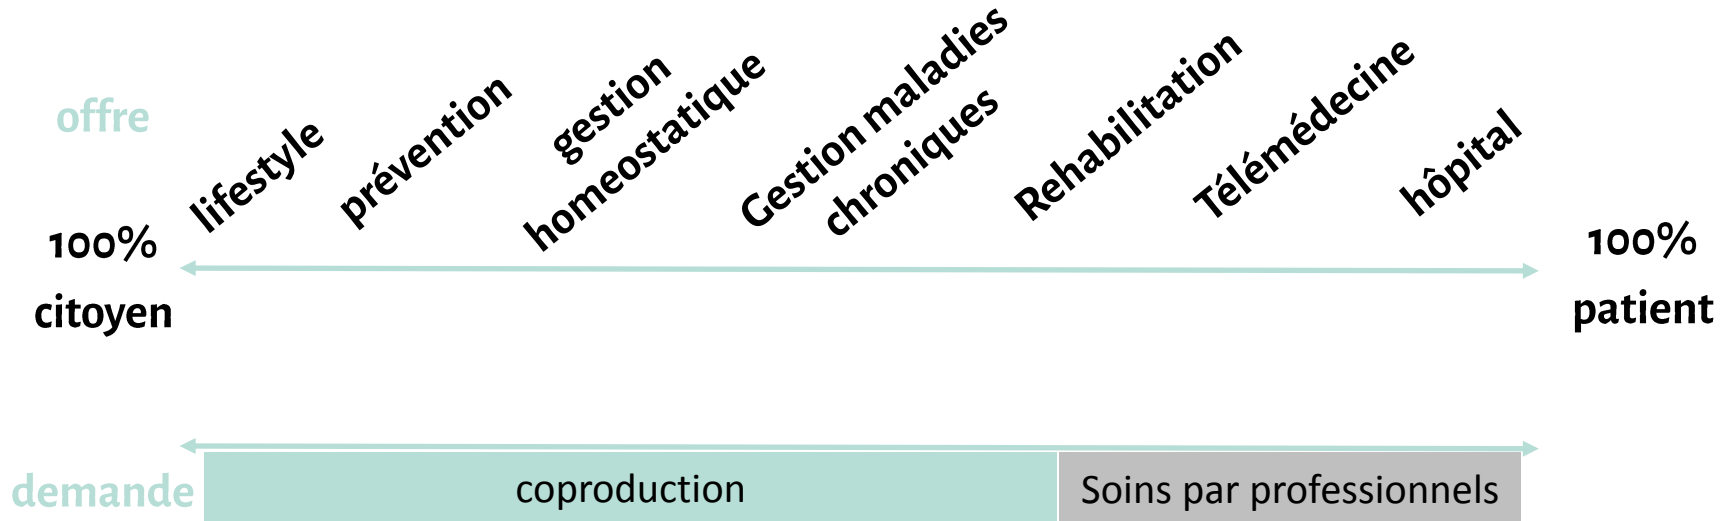 offre
lifestyle
prévention
gestion
homeostatique
Gestion maladies
chroniques
Rehabilitation
Télémédecine
hôpital
100%
citoyen
100%
patient
demande
coproduction
Soins par professionnels